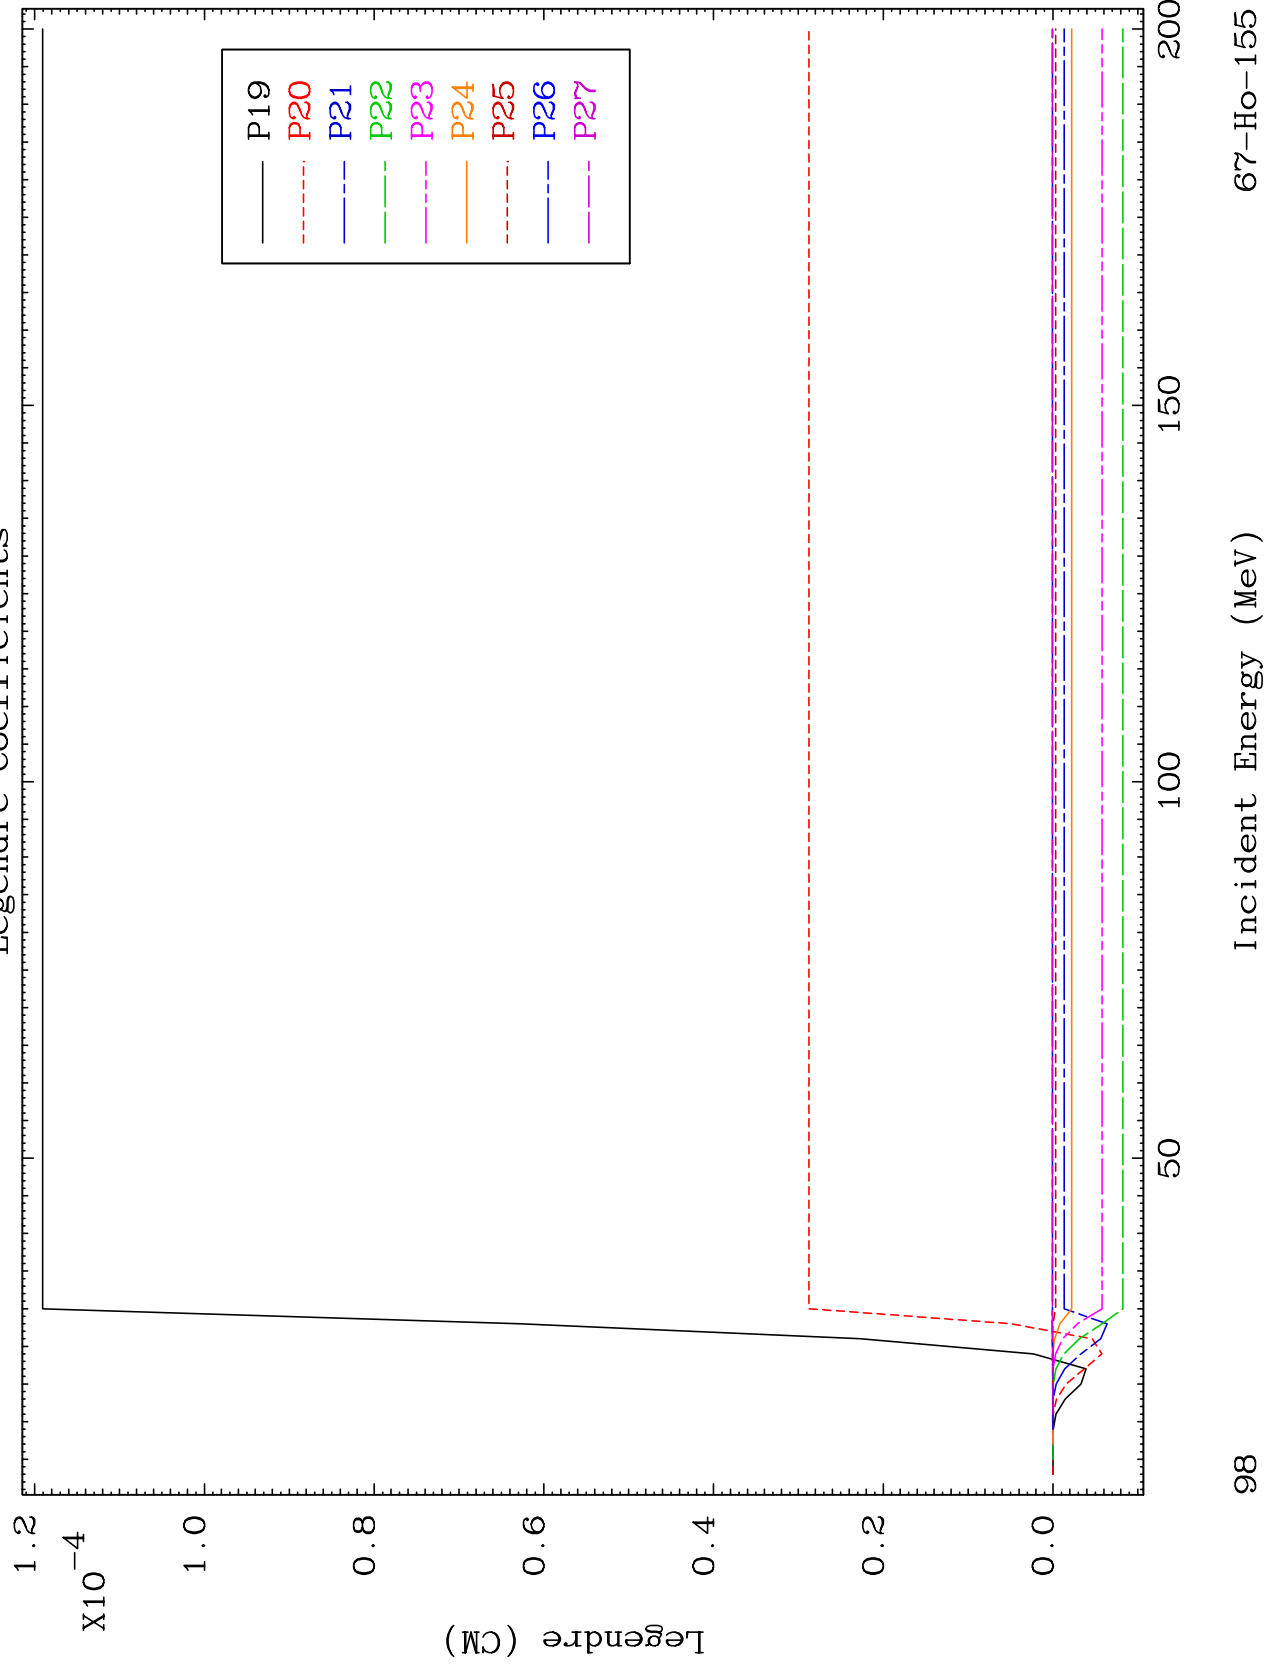 Legendre coefficients
1.2
1.0
0.8
0.6
0.4
0.2
0.0
X10-4
Legendre (CM)
P19
P20
P21
P22
P23
P24
P25
P26
P27
50
100
150
200
98
Incident Energy (MeV)
67-Ho-155